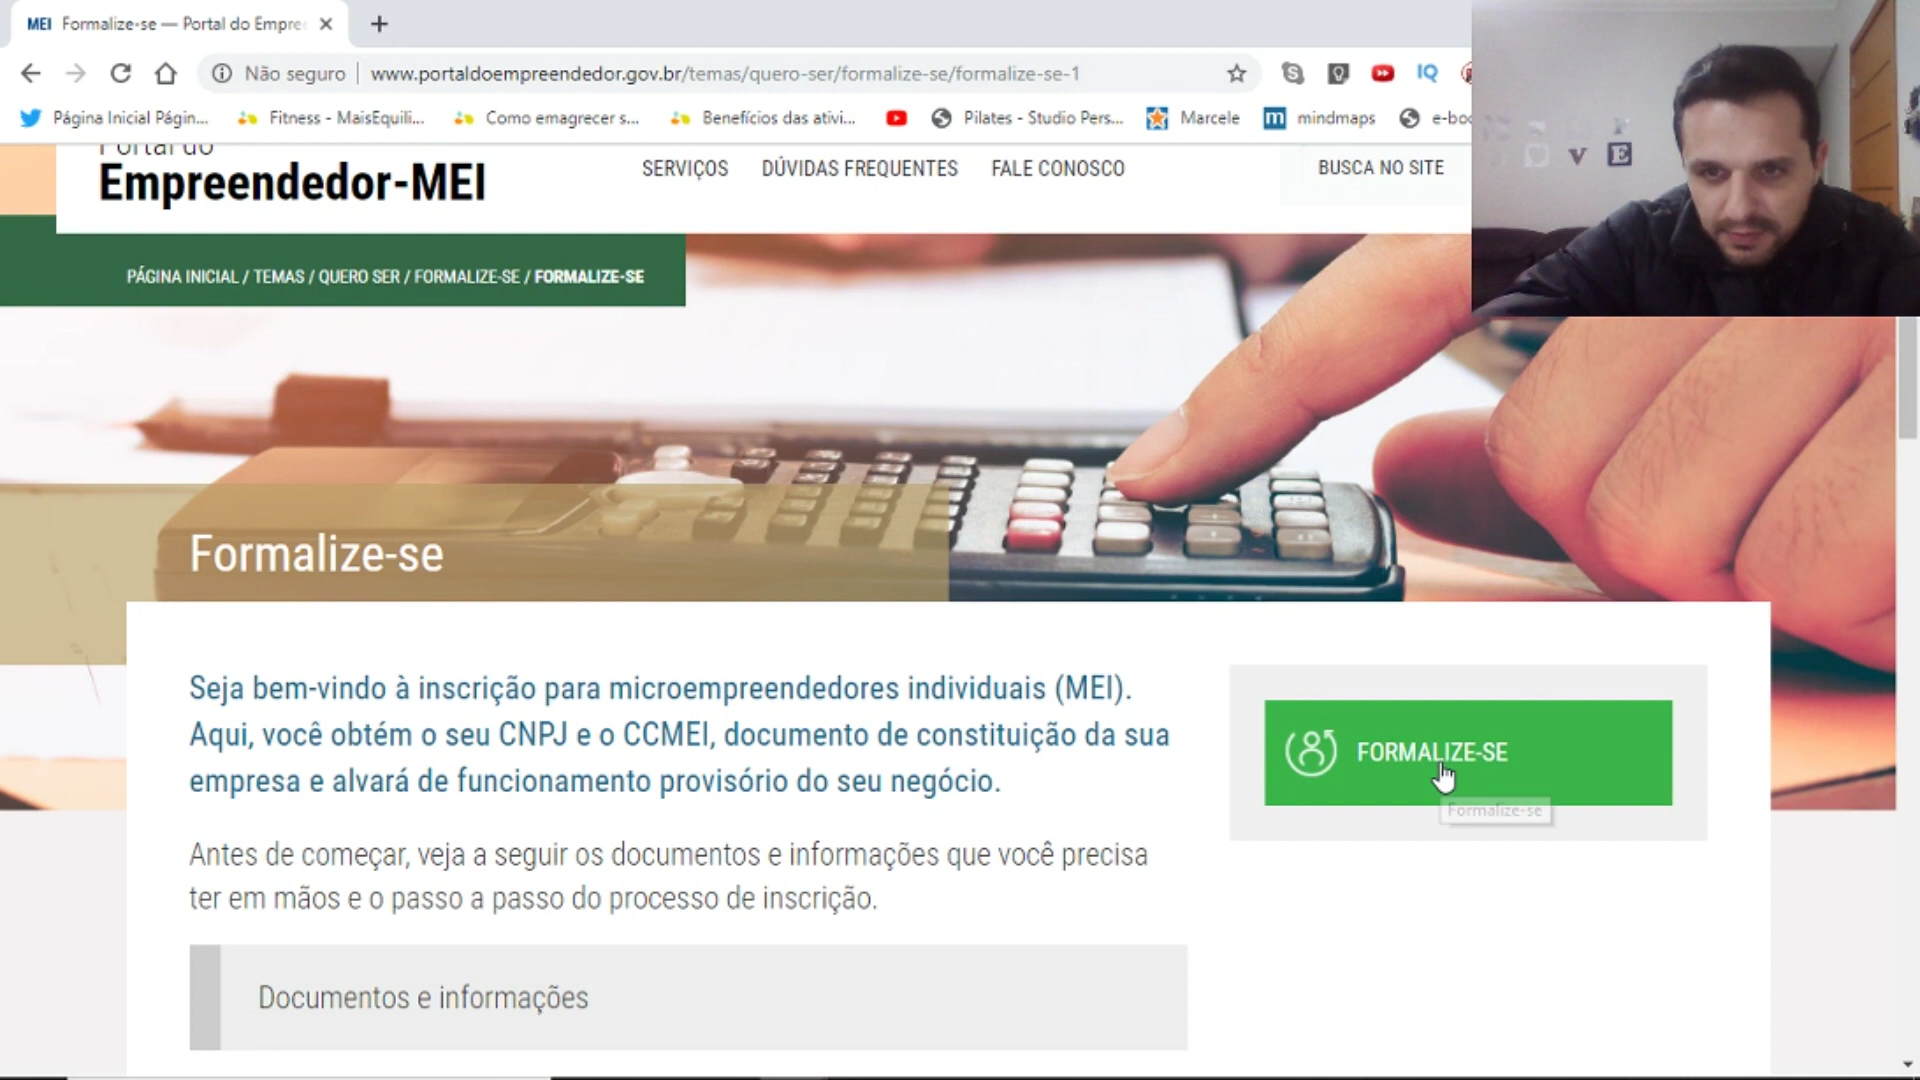 MEI Formalize-se — Portal do Empre
Não seguro www.portaldoempreendedor.gov.br/temas/quero-ser/formalize-se/formalize-se-1
IQ
Página Inicial Págin... Fitness - MaisEquili... Como emagrecer s... Benefícios das ativi... Pilates - Studio Pers... Marcele m mindmaps e-boo
Portal do
Empreendedor-MEI
SERVIÇOS DÚVIDAS FREQUENTES FALE CONOSCO BUSCA NO SITE
V E
PÁGINA INICIAL / TEMAS / QUERO SER / FORMALIZE-SE / FORMALIZE-SE
Formalize-se
Seja bem-vindo à inscrição para microempreendedores individuais (MEI).
Aqui, você obtém o seu CNPJ e o CCMEI, documento de constituição da sua
empresa e alvará de funcionamento provisório do seu negócio.
FORMALIZE-SE
Formalize-se
Antes de começar, veja a seguir os documentos e informações que você precisa
ter em mãos e o passo a passo do processo de inscrição.
Documentos e informações